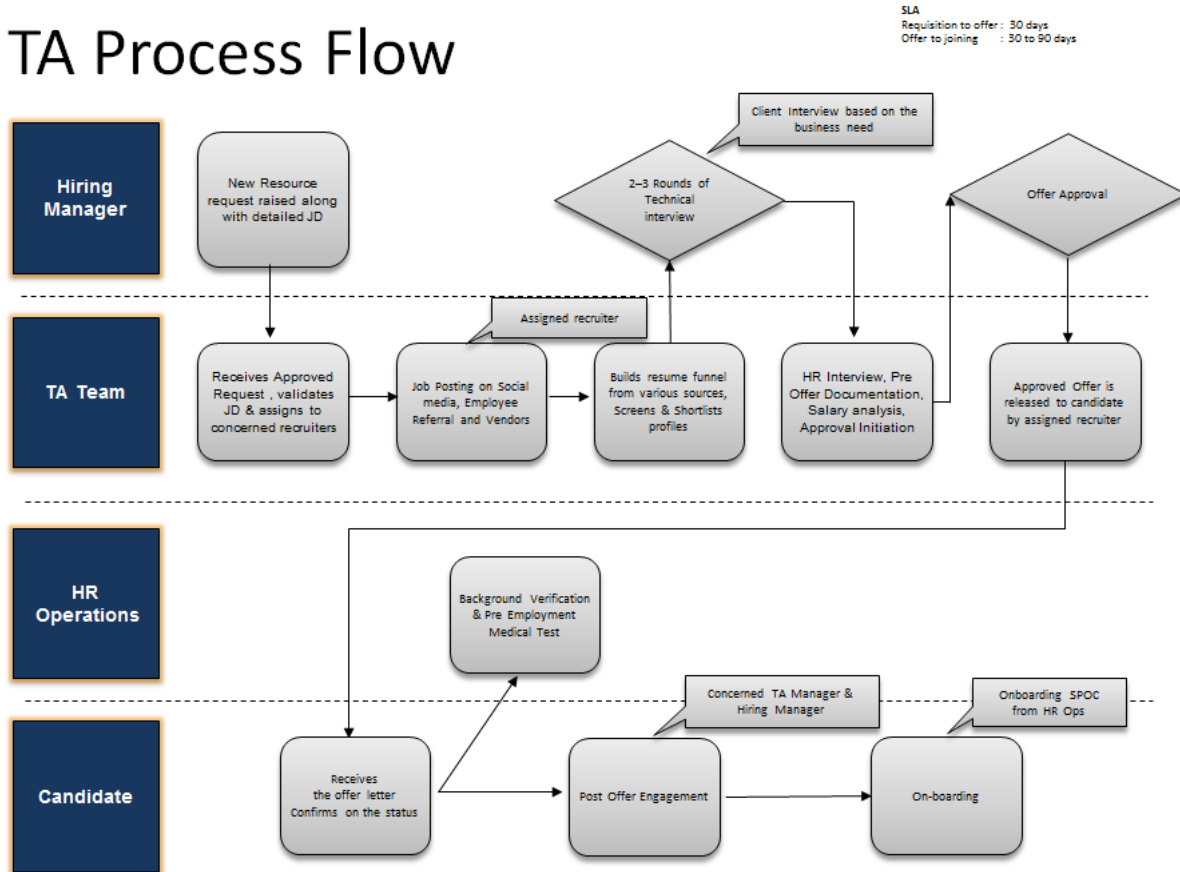 SLA
Requisition to offer : 30 days
Offer to joining : 30 to 90 days
TA Process Flow
Hiring
Manager
New Resource
request raised along
with detailed JD
2–3 Rounds of
Technical
interview
Client Interview based on the
business need
Offer Approval
TA Team
Receives Approved
Request , validates
JD & assigns to
concerned recruiters
Assigned recruiter
Job Posting on Social
media, Employee
Referral and Vendors
Builds resume funnel
from various sources,
Screens & Shortlists
profiles
HR Interview, Pre
Offer Documentation,
Salary analysis,
Approval Initiation
Approved Offer is
released to candidate
by assigned recruiter
HR
Operations
Background Verification
& Pre Employment
Medical Test
Candidate
Receives
the offer letter
Confirms on the status
Concerned TA Manager &
Hiring Manager
Post Offer Engagement
Onboarding SPOC
from HR Ops
On-boarding